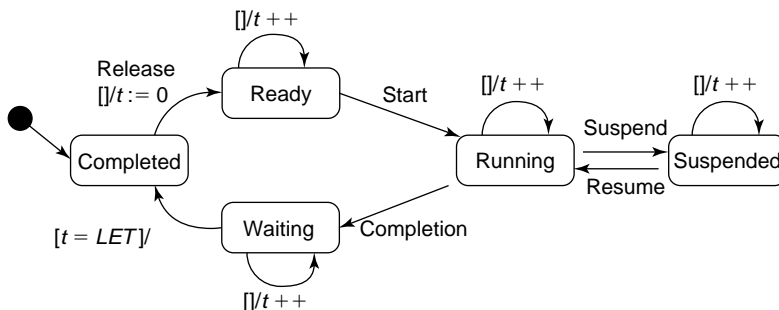 []/t ++
Release
[]/t := 0
Ready
Start
[]/t ++
[]/t ++
Completed
Running
Suspend
Suspended
Resume
[t = LET]/
Waiting
Completion
[]/t ++